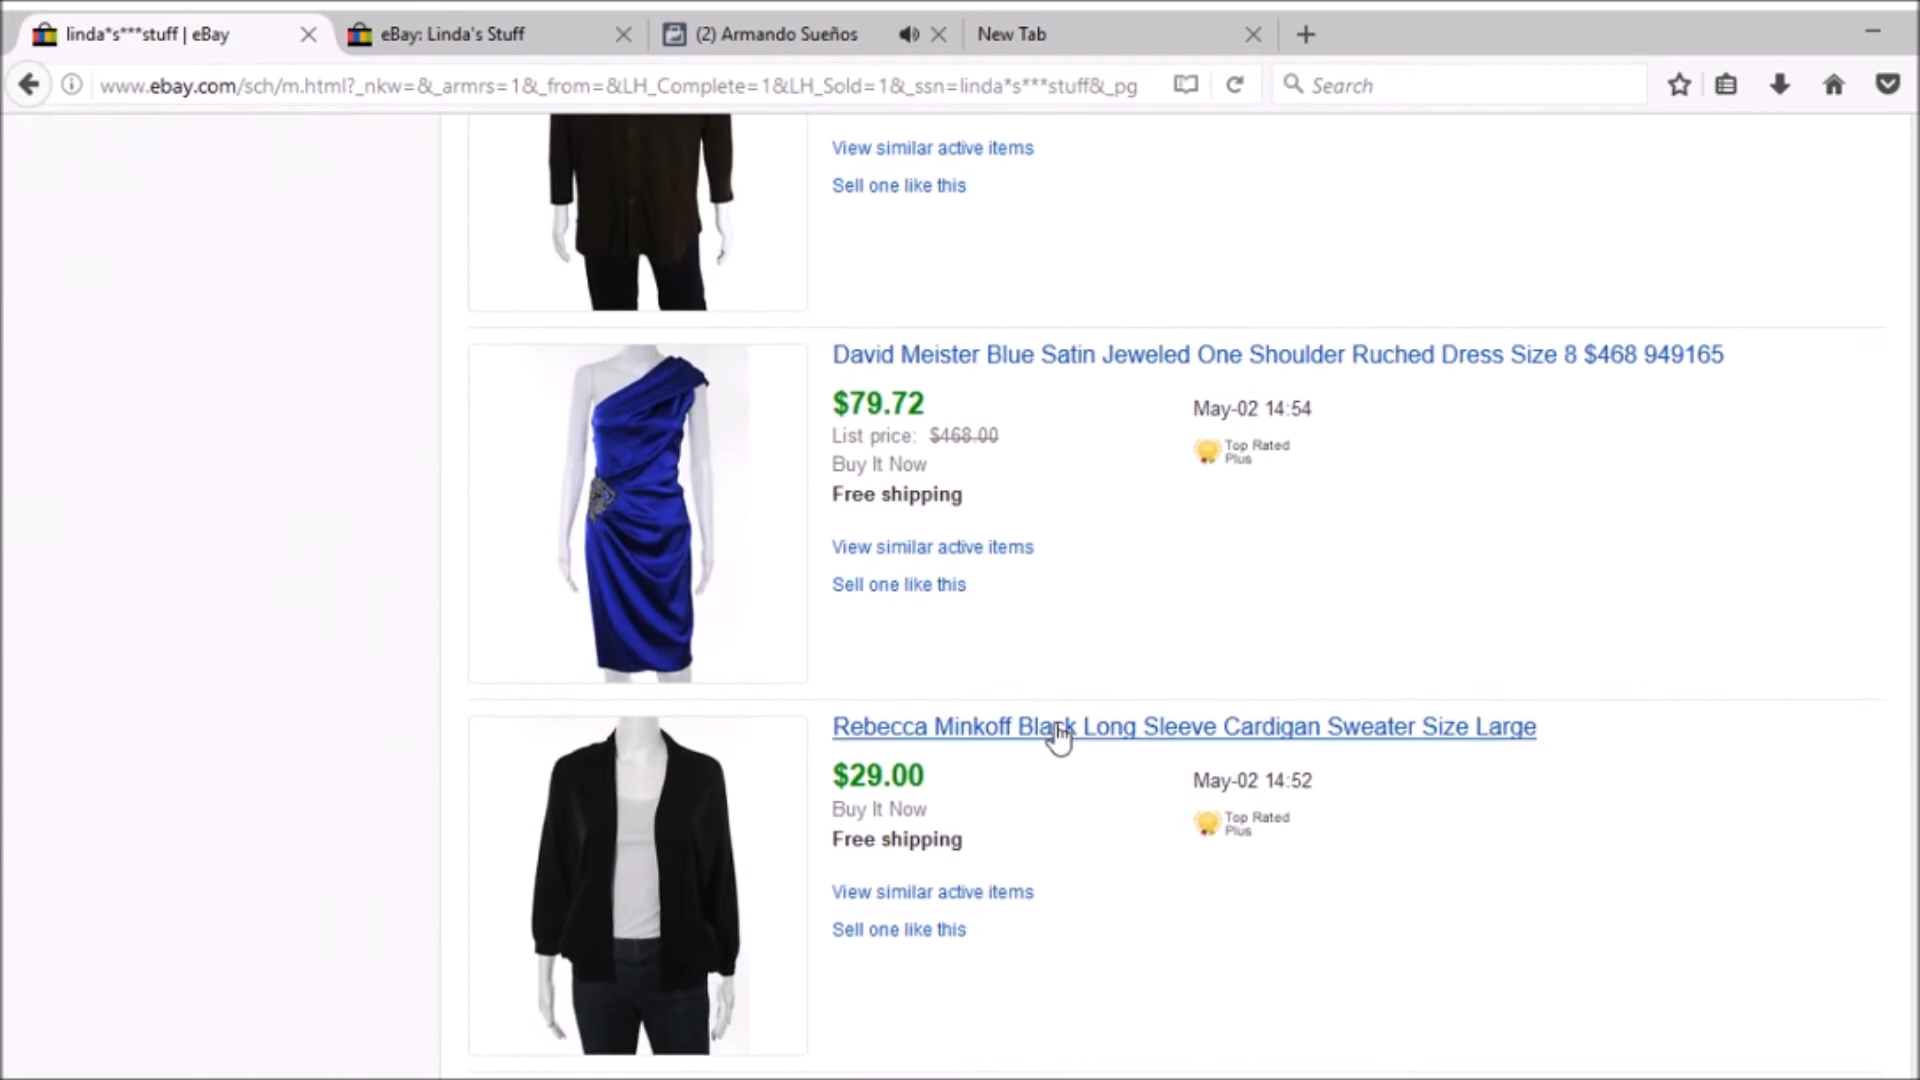 linda*s***stuff | eBay
eBay: Linda's Stuff
(2) Armando Sueños
New Tab
www.ebay.com/sch/m.html?_nkw=&_armrs=1&_from=&LH_Complete=1&LH_Sold=1&_ssn=linda*s***stuff&_pg
Search
View similar active items
Sell one like this
David Meister Blue Satin Jeweled One Shoulder Ruched Dress Size 8 $468 949165
$79.72
May-02 14:54
List price: $468.00
Top Rated
Plus
Buy It Now
Free shipping
View similar active items
Sell one like this
Rebecca Minkoff Black Long Sleeve Cardigan Sweater Size Large
$29.00
May-02 14:52
Buy It Now
Top Rated
Plus
Free shipping
View similar active items
Sell one like this